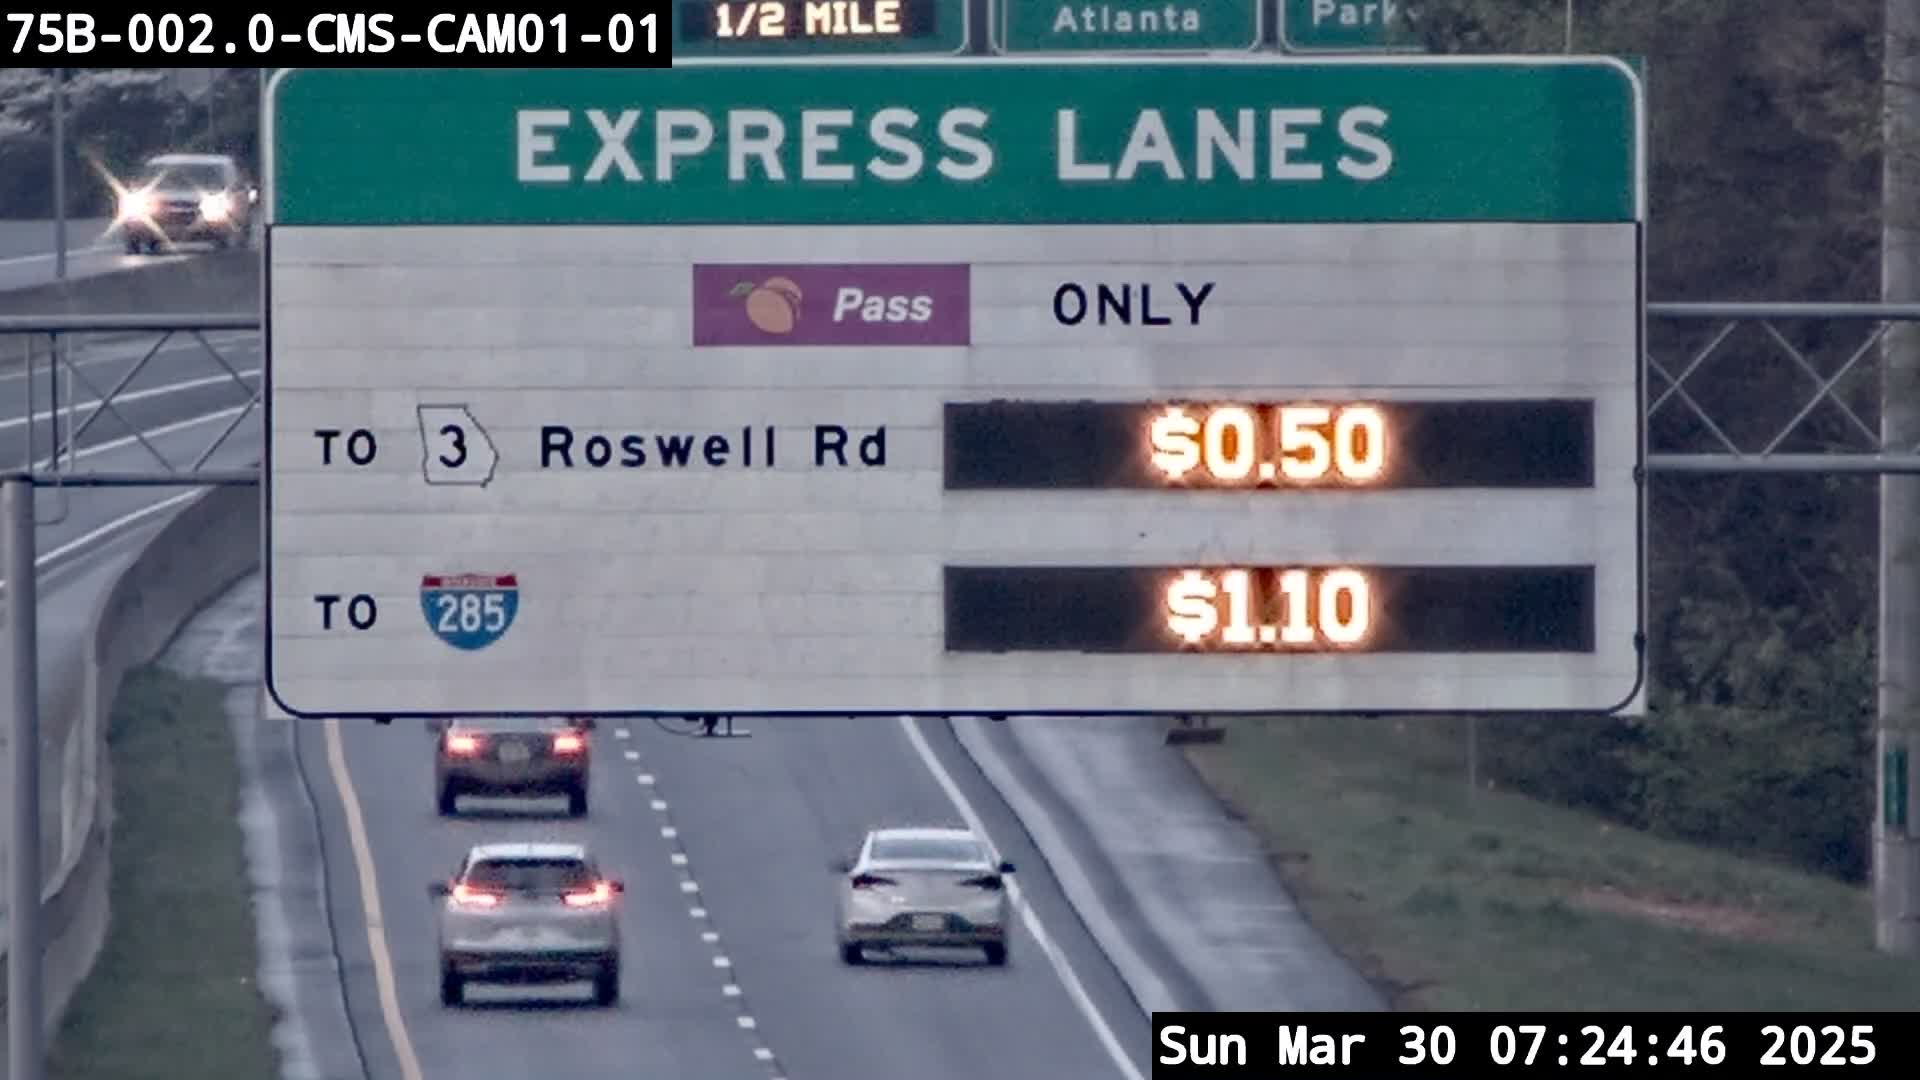 75B-002.0-CMS-CAM01-01
1/2 MILE
Atlanta
Park
EXPRESS LANES
Pass ONLY
TO 3 Roswell Rd $0.50
TO 285 $1.10
Sun Mar 30 07:24:46 2025